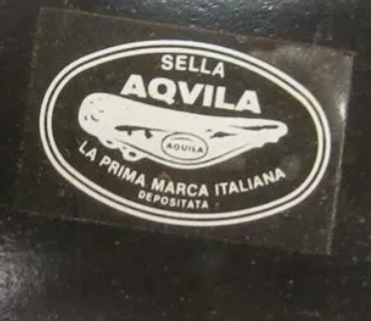 SELLA
AQVILA
AQUILA
LA PRIMA MARCA ITALIANA
DEPOSITATA